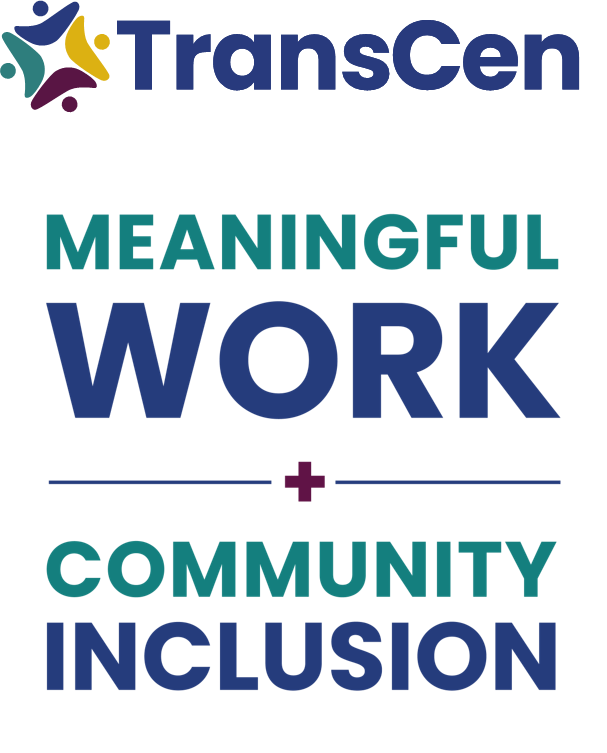 TransCen
MEANINGFUL
WORK
+
COMMUNITY
INCLUSION